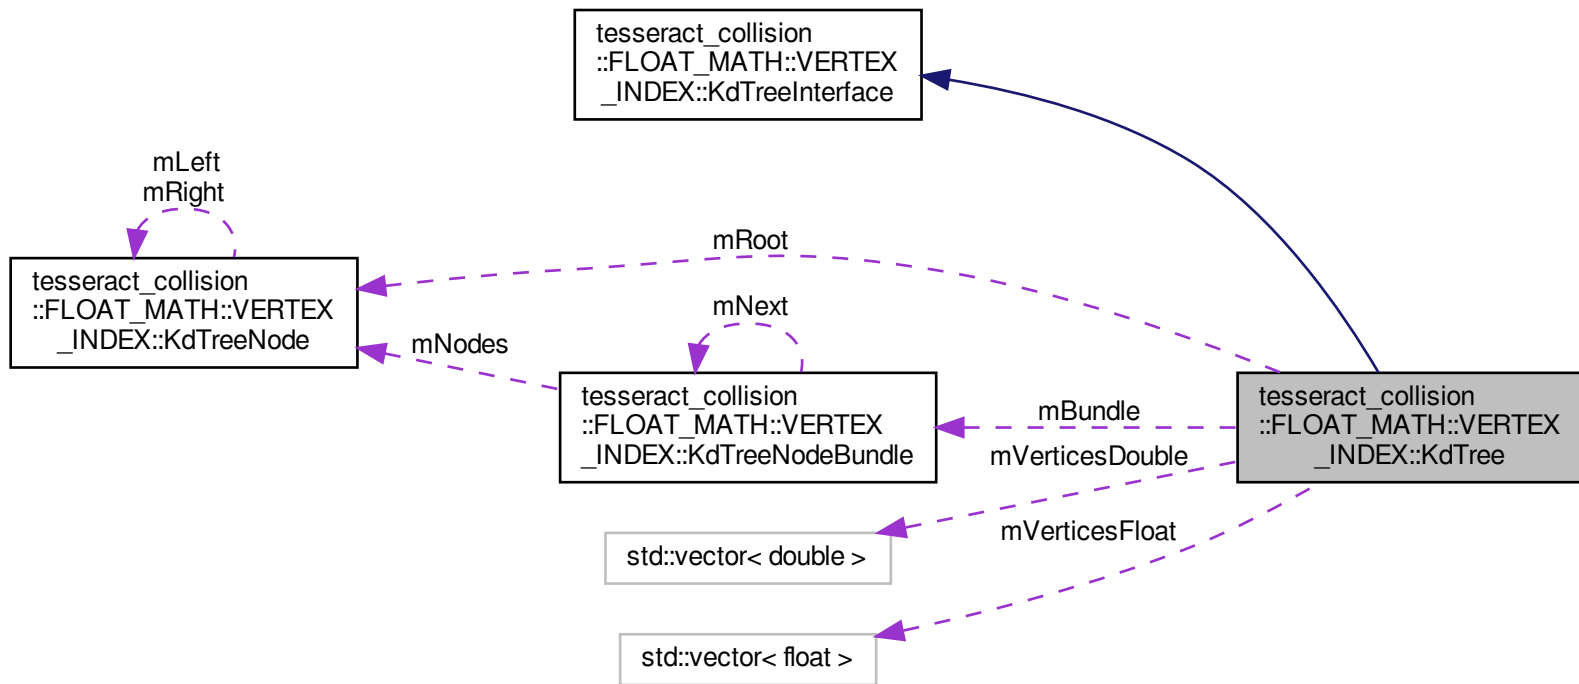 tesseract_collision
::FLOAT_MATH::VERTEX
_INDEX::KdTreeInterface
mLeft
mRight
tesseract_collision
::FLOAT_MATH::VERTEX
_INDEX::KdTreeNode
mRoot
mNext
mNodes
tesseract_collision
::FLOAT_MATH::VERTEX
_INDEX::KdTreeNodeBundle
mBundle
mVerticesDouble
mVerticesFloat
tesseract_collision
::FLOAT_MATH::VERTEX
_INDEX::KdTree
std::vector< double >
std::vector< float >